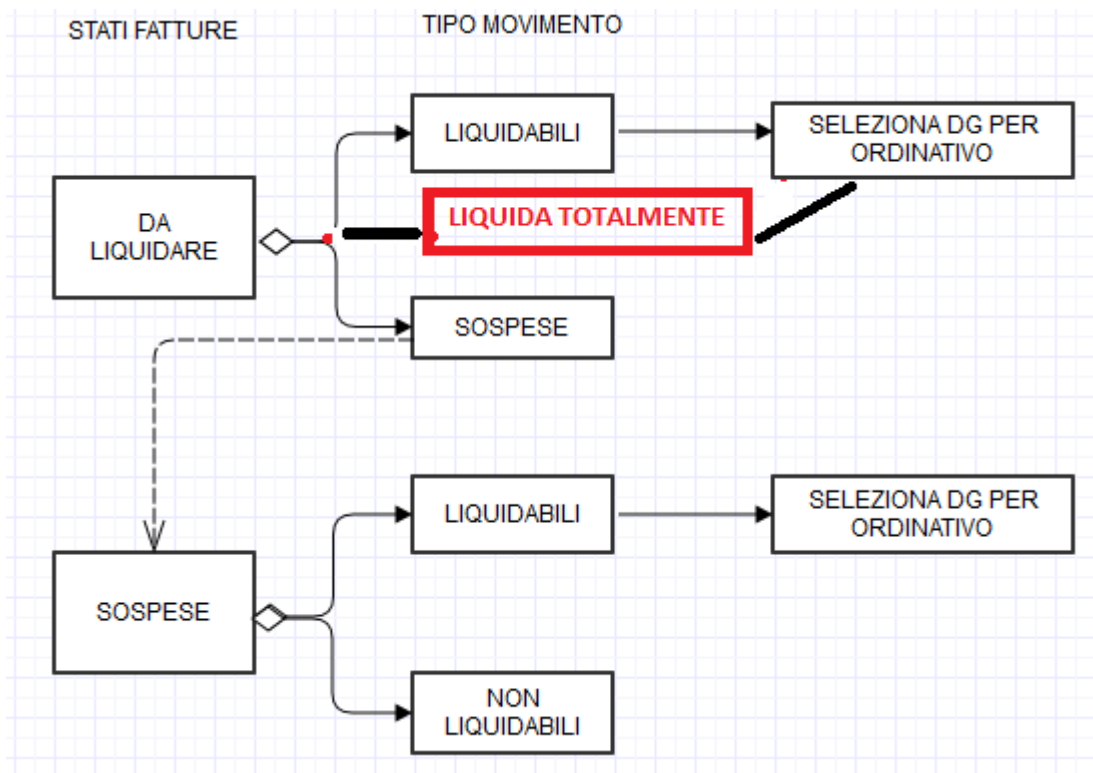 STATI FATTURE
TIPO MOVIMENTO
LIQUIDABILI
SELEZIONA DG PER
ORDINATIVO
DA
LIQUIDARE
LIQUIDA TOTALMENTE
SOSPESE
LIQUIDABILI
SELEZIONA DG PER
ORDINATIVO
SOSPESE
NON
LIQUIDABILI